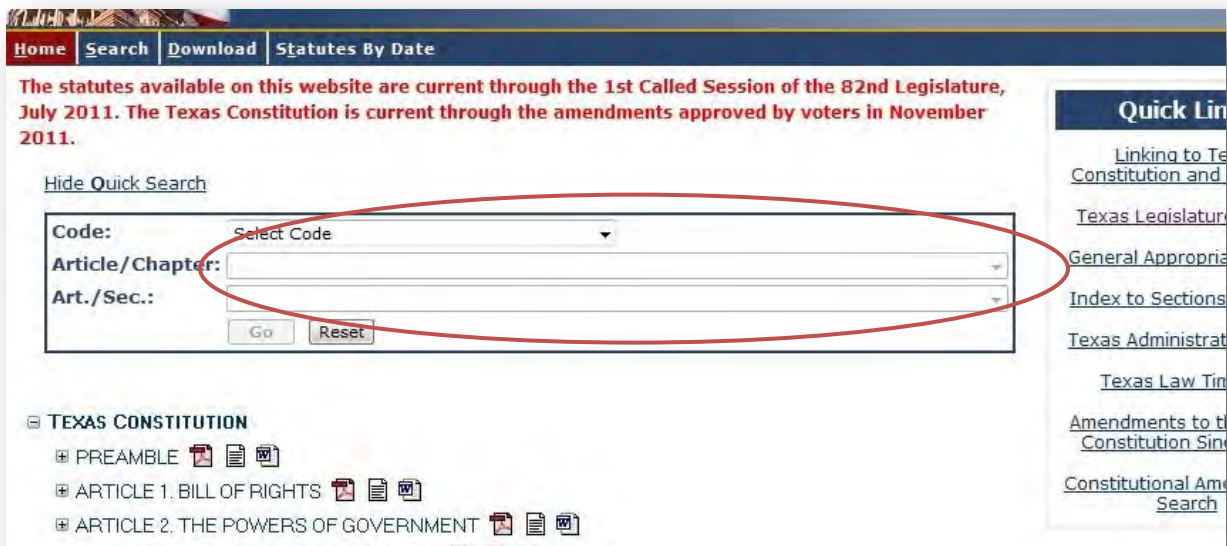 Home Search Download Statutes By Date
The statutes available on this website are current through the 1st Called Session of the 82nd Legislature,
July 2011. The Texas Constitution is current through the amendments approved by voters in November
2011.
Hide Quick Search
Code: Select Code
Article/Chapter:
Art./Sec.:
Go Reset
TEXAS CONSTITUTION
PREAMBLE
ARTICLE 1. BILL OF RIGHTS
ARTICLE 2. THE POWERS OF GOVERNMENT
Quick Lin
Linking to Te
Constitution and
Texas Legislature
General Appropria
Index to Sections
Texas Administrat
Texas Law Tim
Amendments to th
Constitution Sinc
Constitutional Ame
Search